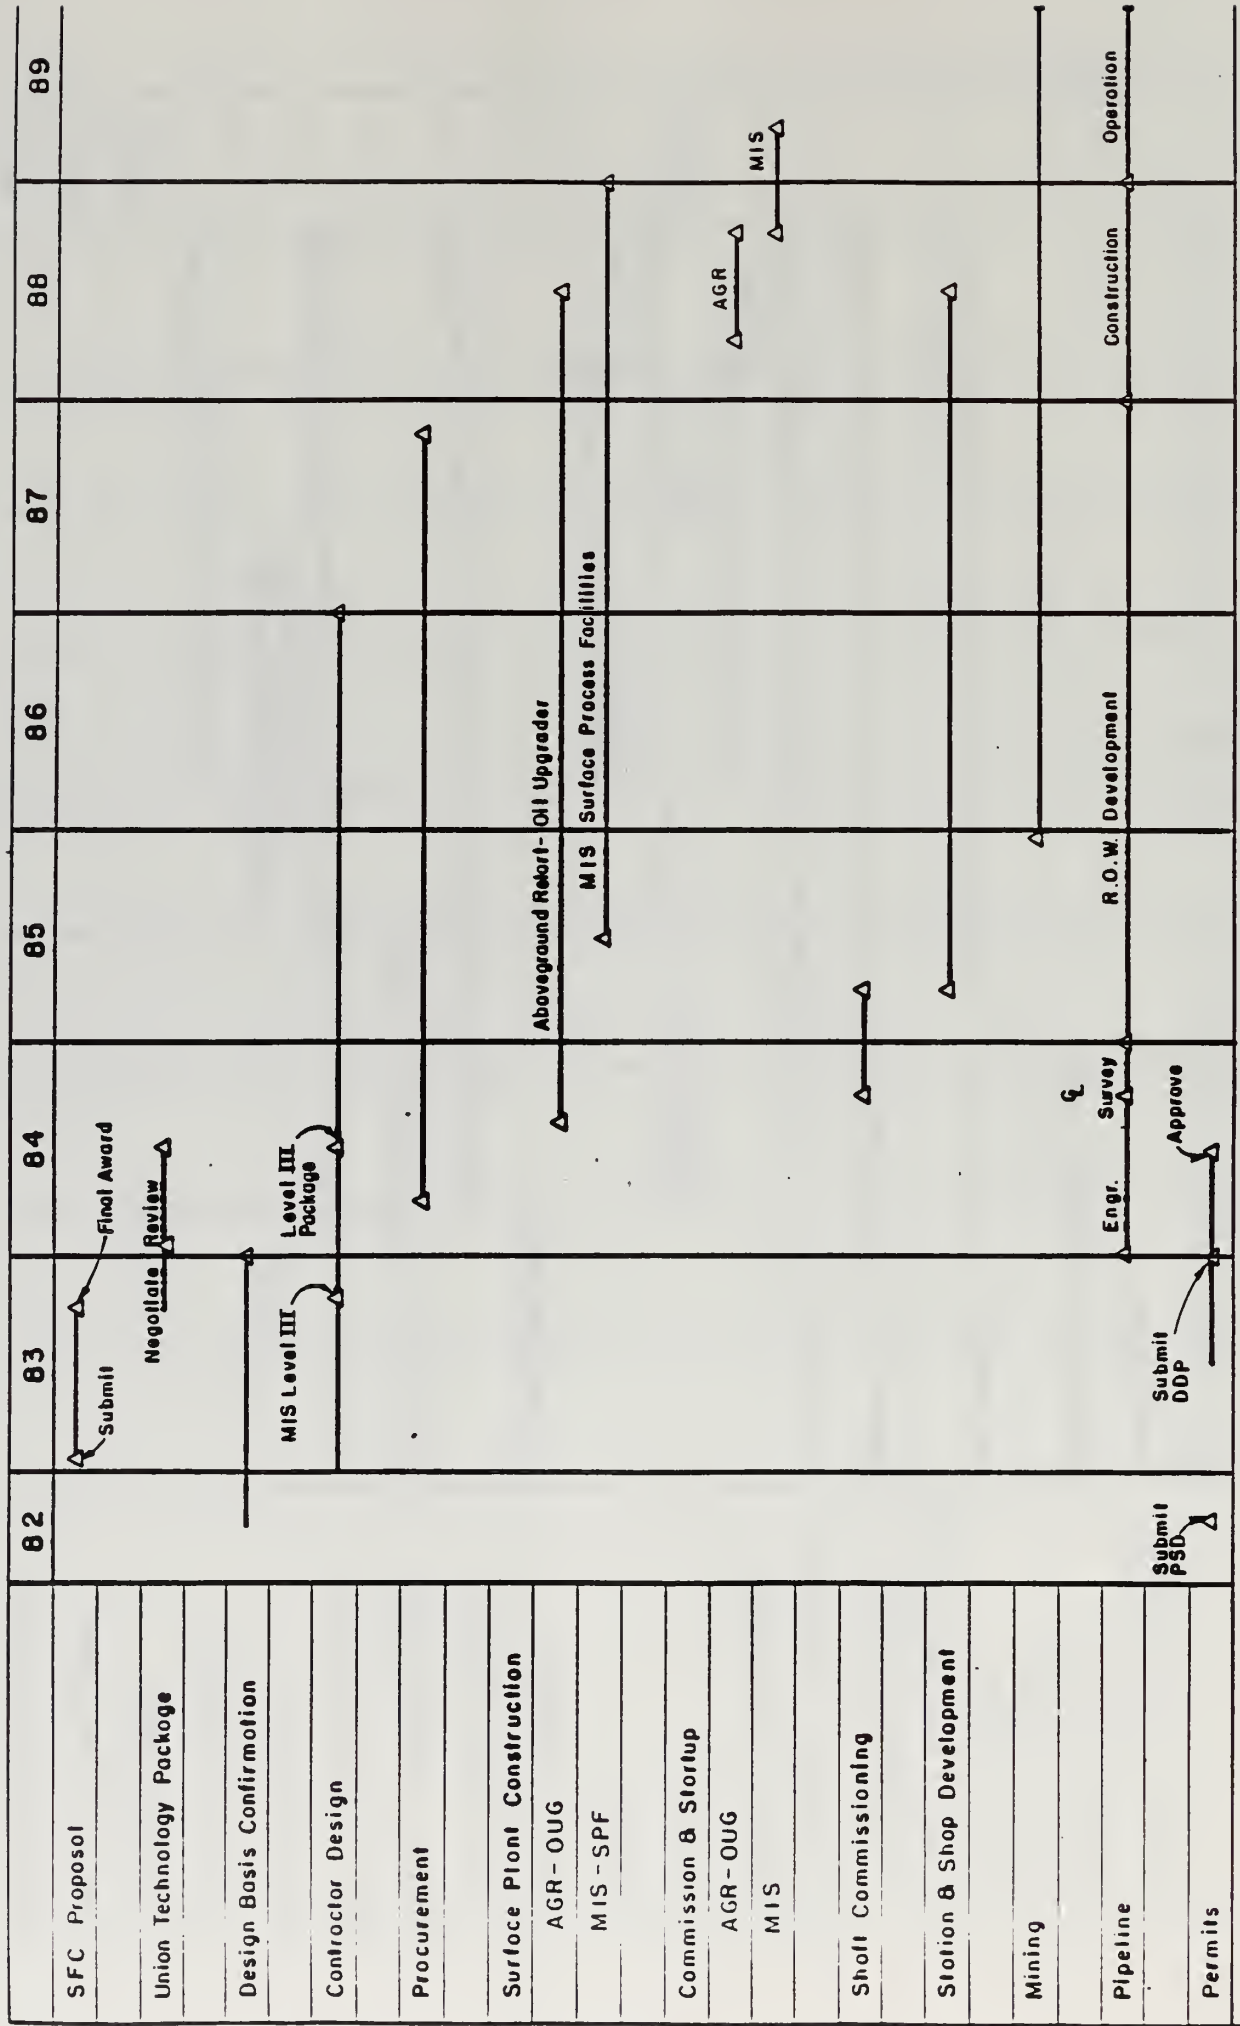 82 83 84 85 86 87 88 89
SFC Proposal
Submit
Final Award
Union Technology Package
Negotiate
Review
Design Basis Confirmation
Contractor Design
MIS Level III
Level III
Package
Procurement
Surface Plant Construction
AGR-OUG
Aboveground Retort-Oil Upgrader
MIS-SPF
MIS Surface Process Facilities
Commission & Startup
AGR-OUG
AGR
MIS
MIS
Shaft Commissioning
Station & Shop Development
Mining
Pipeline
Engr.
℄
Survey
R.O.W. Development
Construction
Operation
Permits
Submit
PSD
Submit
DDP
Approve